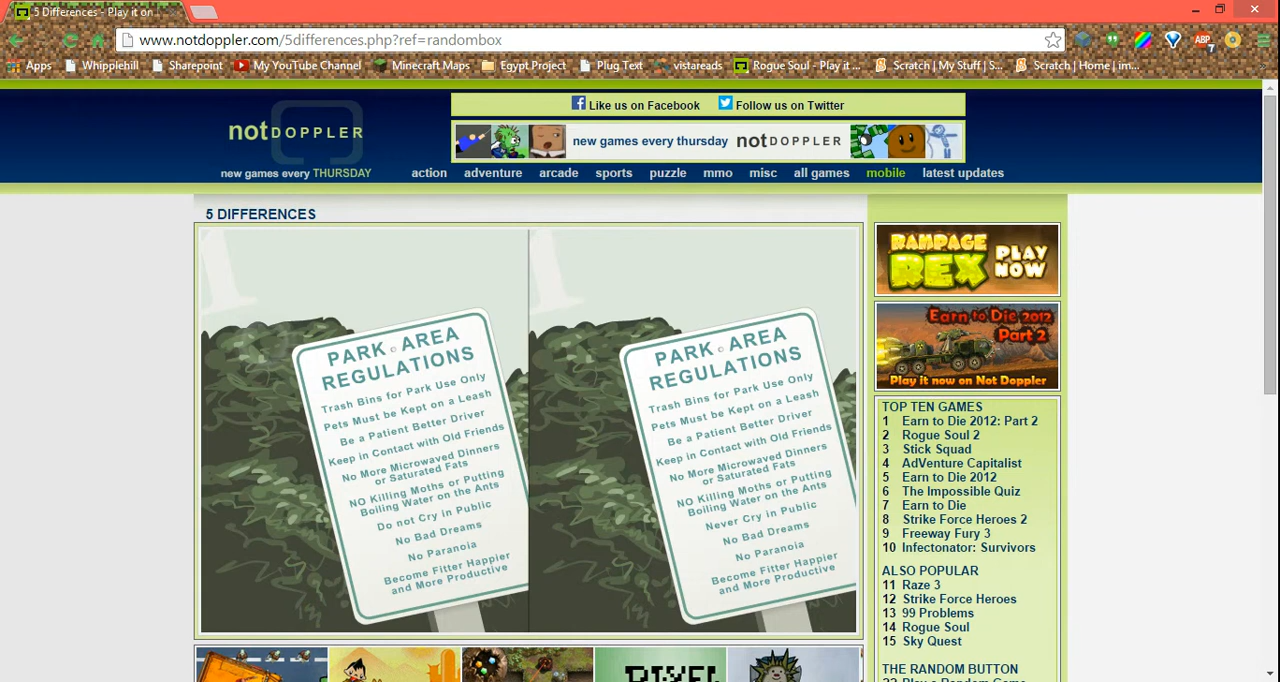 5 Differences - Play it on
www.notdoppler.com/5differences.php?ref=randombox
ABP
7
Apps
Whipplehill
Sharepoint
My YouTube Channel
Minecraft Maps
Egypt Project
Plug Text
vistareads
Rogue Soul - Play it ...
Scratch | My Stuff | S...
Scratch | Home | im...
Like us on Facebook
Follow us on Twitter
notDOPPLER
new games every THURSDAY
new games every thursday notDOPPLER
action adventure arcade sports puzzle mmo misc all games mobile latest updates
5 DIFFERENCES
PARK AREA
REGULATIONS
Trash Bins for Park Use Only
Pets Must be Kept on a Leash
Be a Patient Better Driver
Keep in Contact with Old Friends
No More Microwaved Dinners
or Saturated Fats
NO Killing Moths or Putting
Boiling Water on the Ants
Do not Cry in Public
No Bad Dreams
No Paranoia
Become Fitter Happier
and More Productive
PARK AREA
REGULATIONS
Trash Bins for Park Use Only
Pets Must be Kept on a Leash
Be a Patient Better Driver
Keep in Contact with Old Friends
No More Microwaved Dinners
or Saturated Fats
NO Killing Moths or Putting
Boiling Water on the Ants
Never Cry in Public
No Bad Dreams
No Paranoia
Become Fitter Happier
and More Productive
RAMPAGE
REX
PLAY
NOW
Earn to Die 2012
Part 2
Play it now on Not Doppler
TOP TEN GAMES
1 Earn to Die 2012: Part 2
2 Rogue Soul 2
3 Stick Squad
4 AdVenture Capitalist
5 Earn to Die 2012
6 The Impossible Quiz
7 Earn to Die
8 Strike Force Heroes 2
9 Freeway Fury 3
10 Infectonator: Survivors
ALSO POPULAR
11 Raze 3
12 Strike Force Heroes
13 99 Problems
14 Rogue Soul
15 Sky Quest
THE RANDOM BUTTON
?? Play a Random Game
PIXEL